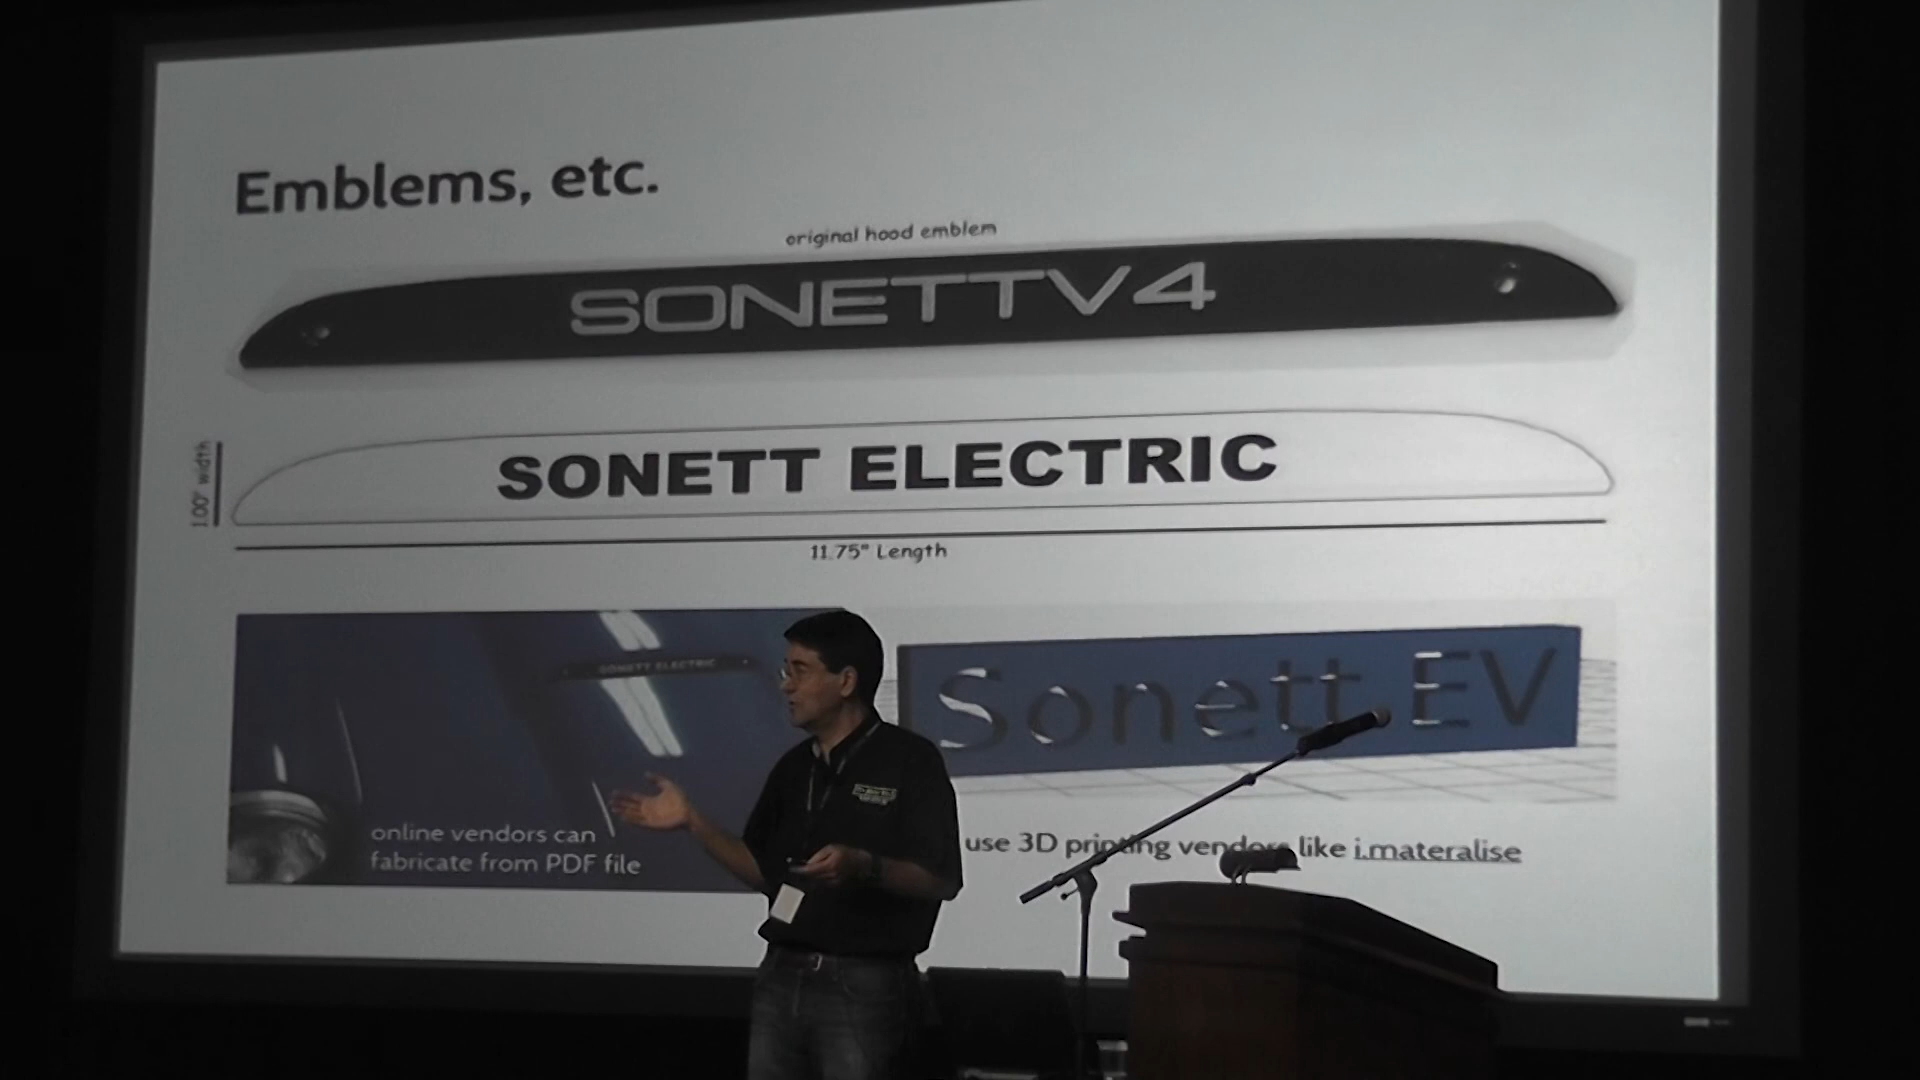 Emblems, etc.
original hood emblem
SONETTV4
1.00" width
SONETT ELECTRIC
11.75" Length
SONETT ELECTRIC
Sonett EV
online vendors can
fabricate from PDF file
use 3D printing vendors like i.materalise